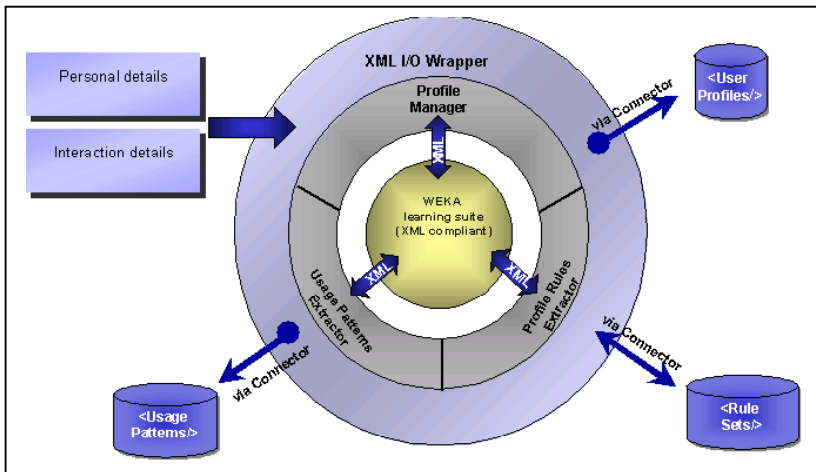 Personal details
Interaction details
XML I/O Wrapper
Profile
Manager
XML
WEKA
learning suite
(XML compliant)
XML
XML
Usage Patterns
Extractor
Profile Rules
Extractor
via Connector
<User
Profiles/>
via Connector
<Usage
Patterns/>
via Connector
<Rule
Sets/>